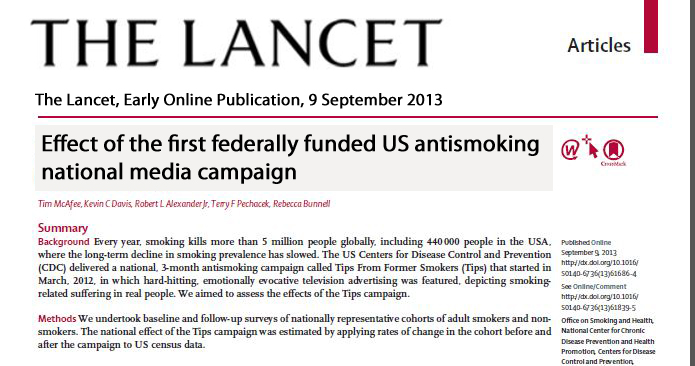 THE LANCET
Articles
The Lancet, Early Online Publication, 9 September 2013
Effect of the first federally funded US antismoking
national media campaign
CrossMark
Tim McAfee, Kevin C Davis, Robert L Alexander Jr, Terry F Pechacek, Rebecca Bunnell
Summary
Background Every year, smoking kills more than 5 million people globally, including 440 000 people in the USA,
where the long-term decline in smoking prevalence has slowed. The US Centers for Disease Control and Prevention
(CDC) delivered a national, 3-month antismoking campaign called Tips From Former Smokers (Tips) that started in
March, 2012, in which hard-hitting, emotionally evocative television advertising was featured, depicting smoking-
related suffering in real people. We aimed to assess the effects of the Tips campaign.
Methods We undertook baseline and follow-up surveys of nationally representative cohorts of adult smokers and non-
smokers. The national effect of the Tips campaign was estimated by applying rates of change in the cohort before and
after the campaign to US census data.
Published Online
September 9, 2013
http://dx.doi.org/10.1016/
S0140-6736(13)61686-4
See Online/Comment
http://dx.doi.org/10.1016/
S0140-6736(13)61839-5
Office on Smoking and Health,
National Center for Chronic
Disease Prevention and Health
Promotion, Centers for Disease
Control and Prevention,